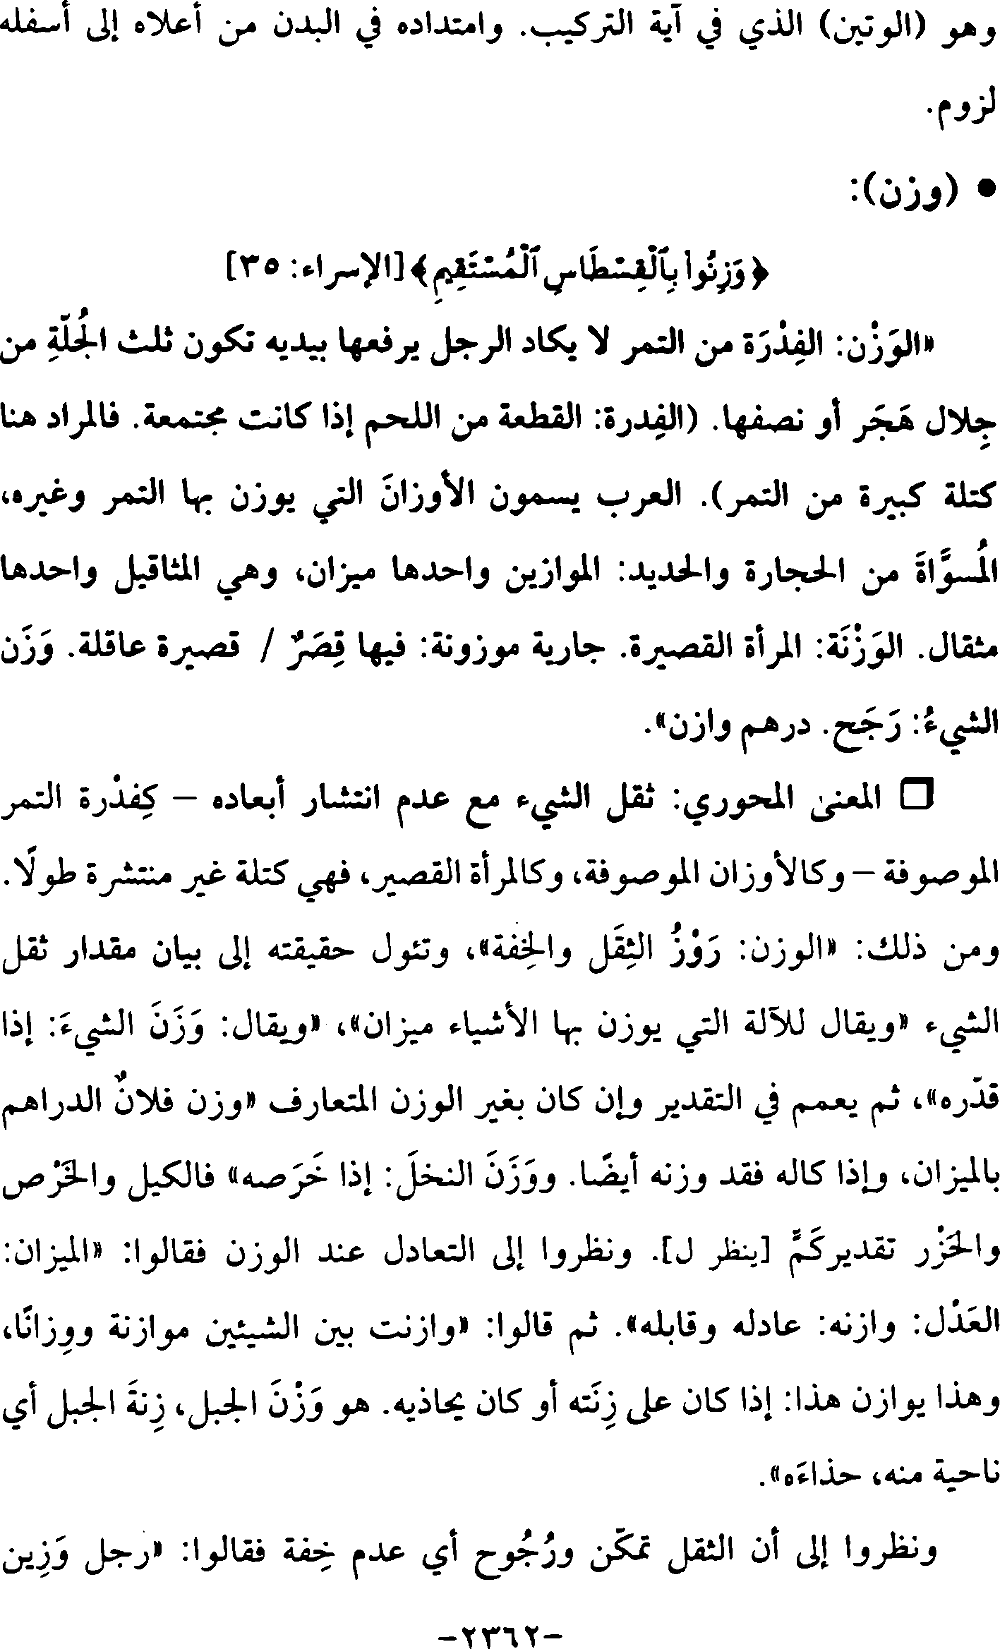 وهو (الوتين) الذي في آية التركيب. وامتداده في البدن من أعلاه إلى أسفله
لزوم.
• (وزن):
﴿وَزِنُوا بِٱلْقِسْطَاسِ ٱلْمُسْتَقِيمِ﴾ [الإسراء: ٣٥]
«الوَزْن: الفِدْرَة من التمر لا يكاد الرجل يرفعها بيديه تكون ثلث الجُلّةِ من
جِلال هَجَر أو نصفها. (الفِدرة: القطعة من اللحم إذا كانت مجتمعة. فالمراد هنا
كتلة كبيرة من التمر). العرب يسمون الأوزانَ التي يوزن بها التمر وغيره،
المُسوَّاةَ من الحجارة والحديد: الموازين واحدها ميزان، وهي المثاقيل واحدها
مثقال. الوَزْنَة: المرأة القصيرة. جارية موزونة: فيها قِصَرٌ / قصيرة عاقلة. وَزَن
الشيءُ: رَجَح. درهم وازن».
❏ المعنى المحوري: ثقل الشيء مع عدم انتشار أبعاده – كِفدْرة التمر
الموصوفة – وكالأوزان الموصوفة، وكالمرأة القصير، فهي كتلة غير منتشرة طولًا.
ومن ذلك: «الوزن: رَوْزُ الثِقَل والخِفة»، وتئول حقيقته إلى بيان مقدار ثقل
الشيء «ويقال للآلة التي يوزن بها الأشياء ميزان»، «ويقال: وَزَنَ الشيءَ: إذا
قدّره»، ثم يعمم في التقدير وإن كان بغير الوزن المتعارف «وزن فلانٌ الدراهم
بالميزان، وإذا كاله فقد وزنه أيضًا. ووَزَنَ النخلَ: إذا خَرَصه» فالكيل والخَرْص
والحَزْر تقديركَمٍّ [ينظر ل]. ونظروا إلى التعادل عند الوزن فقالوا: «الميزان:
العَدْل: وازنه: عادله وقابله». ثم قالوا: «وازنت بين الشيئين موازنة ووِزانًا،
وهذا يوازن هذا: إذا كان على زِنَته أو كان يحاذيه. هو وَزْنَ الجبل، زِنةَ الجبل أي
ناحية منه، حذاءَه».
ونظروا إلى أن الثقل تمكّن ورُجُوح أي عدم خِفة فقالوا: «رجل وَزِين
-٢٣٦٢-